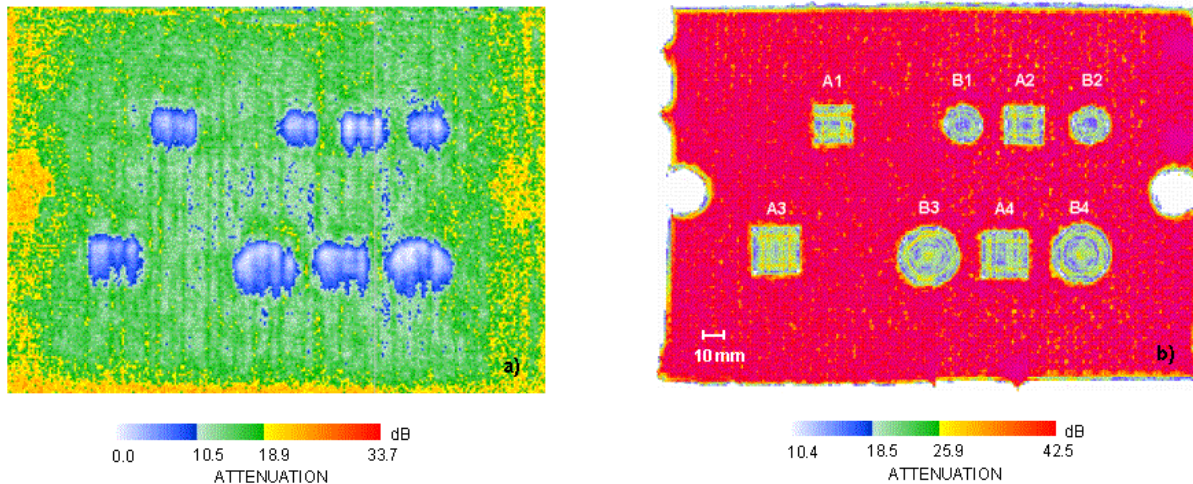 A1 B1 A2 B2
A3 B3 A4 B4
10 mm
a)
b)
dB
0.0 10.5 18.9 33.7
ATTENUATION
dB
10.4 18.5 25.9 42.5
ATTENUATION